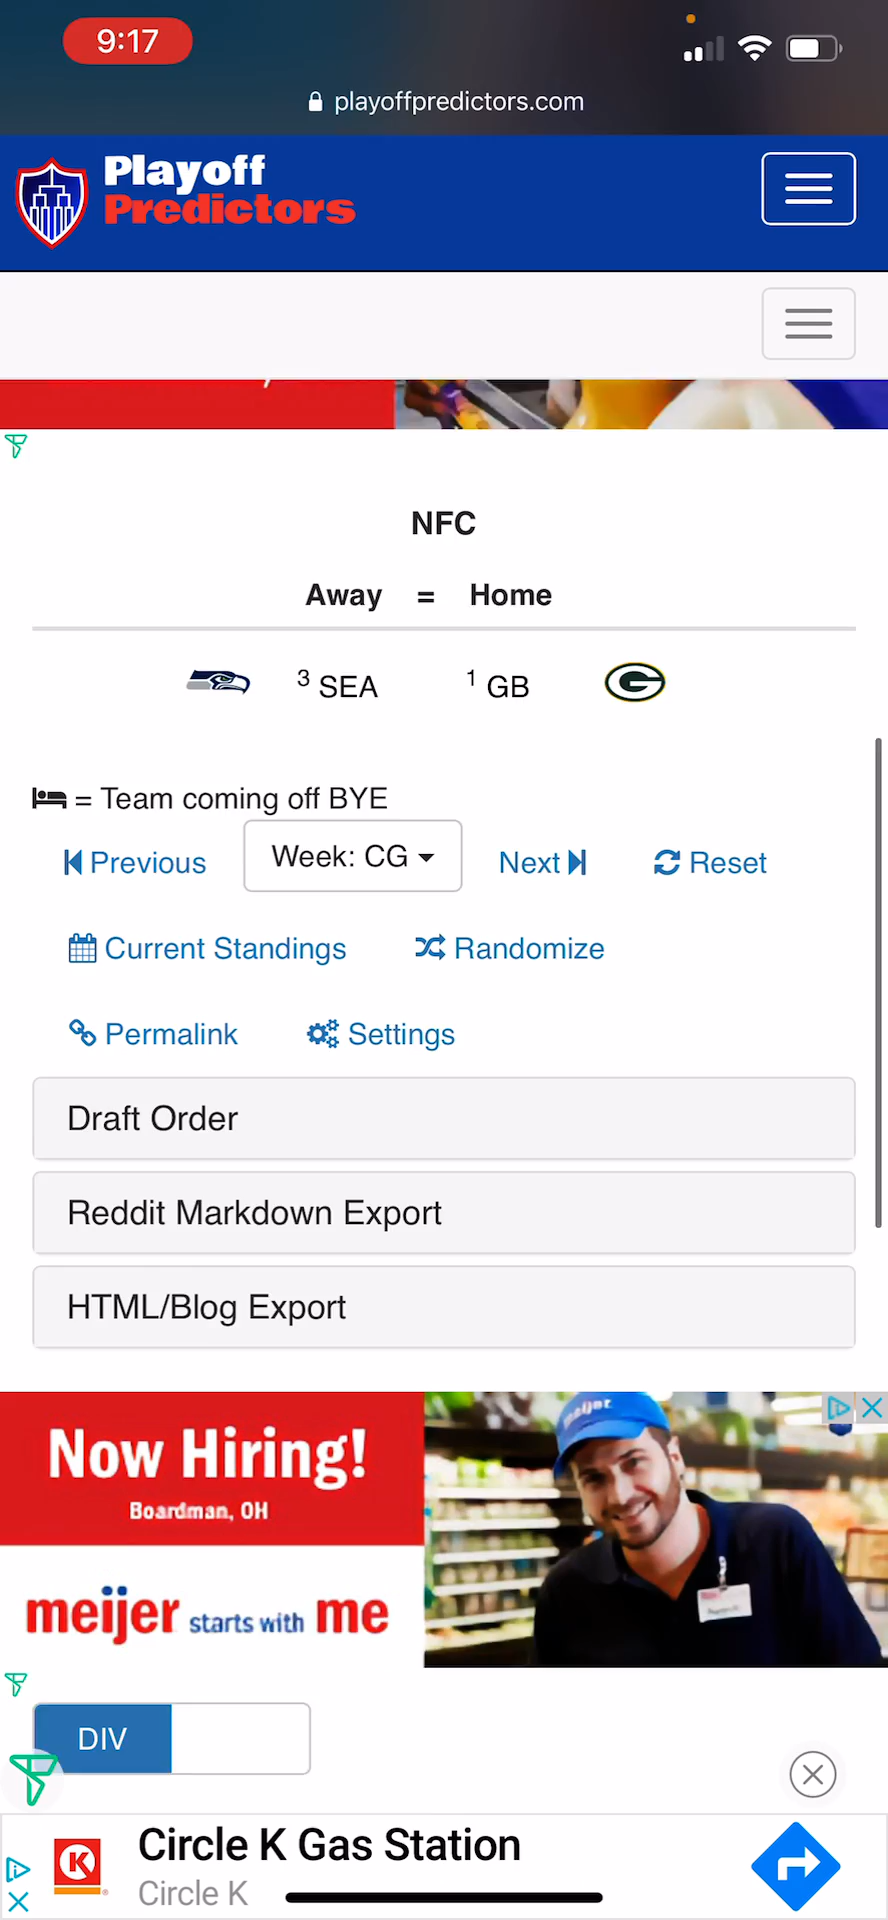 9:17
playoffpredictors.com
Playoff
Predictors
NFC
Away = Home
3 SEA 1 GB
= Team coming off BYE
Previous Week: CG Next Reset
Current Standings Randomize
Permalink Settings
Draft Order
Reddit Markdown Export
HTML/Blog Export
Now Hiring!
Boardman, OH
meijer starts with me
meijer
DIV
Circle K Gas Station
Circle K